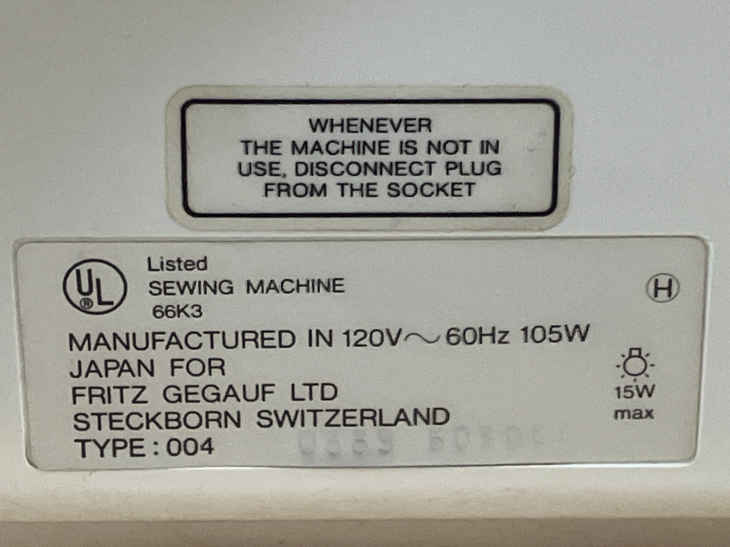 WHENEVER
THE MACHINE IS NOT IN
USE, DISCONNECT PLUG
FROM THE SOCKET
UL
®
Listed
SEWING MACHINE
66K3
H
MANUFACTURED IN 120V～60Hz 105W
JAPAN FOR
FRITZ GEGAUF LTD
STECKBORN SWITZERLAND
TYPE : 004
15W
max